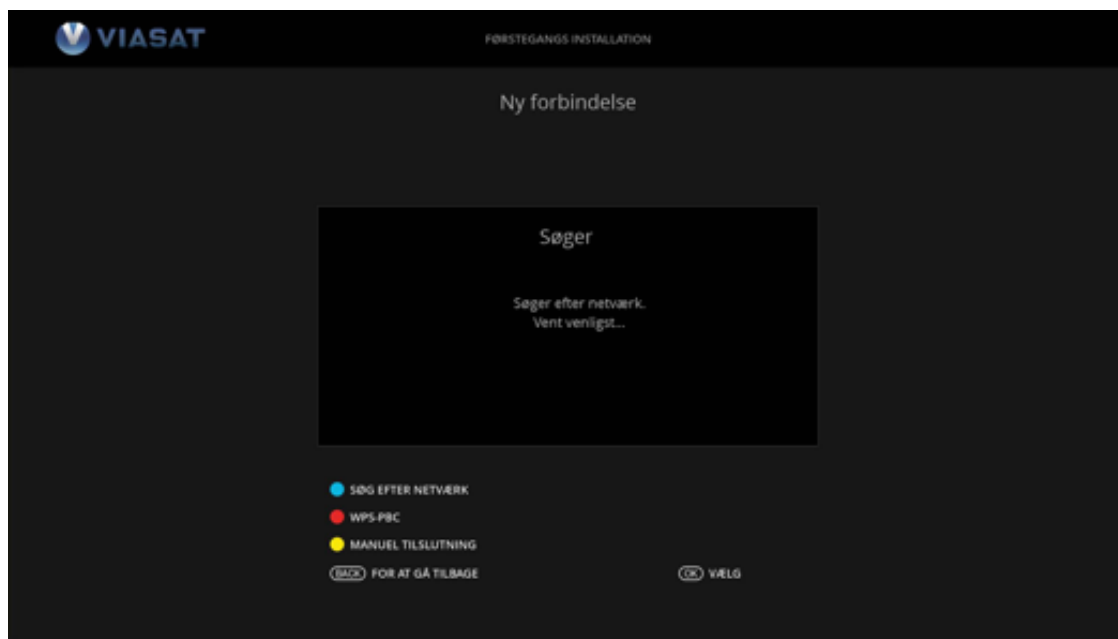 VIASAT
FØRSTEGANGS INSTALLATION
Ny forbindelse
Søger
Søger efter netværk.
Vent venligst...
SØG EFTER NETVÆRK
WPS-PBC
MANUEL TILSLUTNING
BACK FOR AT GÅ TILBAGE
OK VÆLG